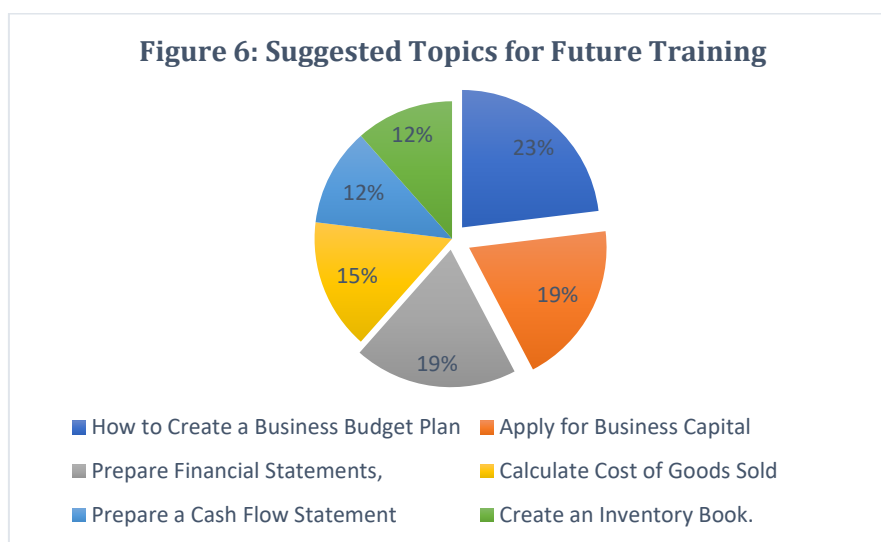 Figure 6: Suggested Topics for Future Training
23%
19%
19%
15%
12%
12%
How to Create a Business Budget Plan
Apply for Business Capital
Prepare Financial Statements,
Calculate Cost of Goods Sold
Prepare a Cash Flow Statement
Create an Inventory Book.